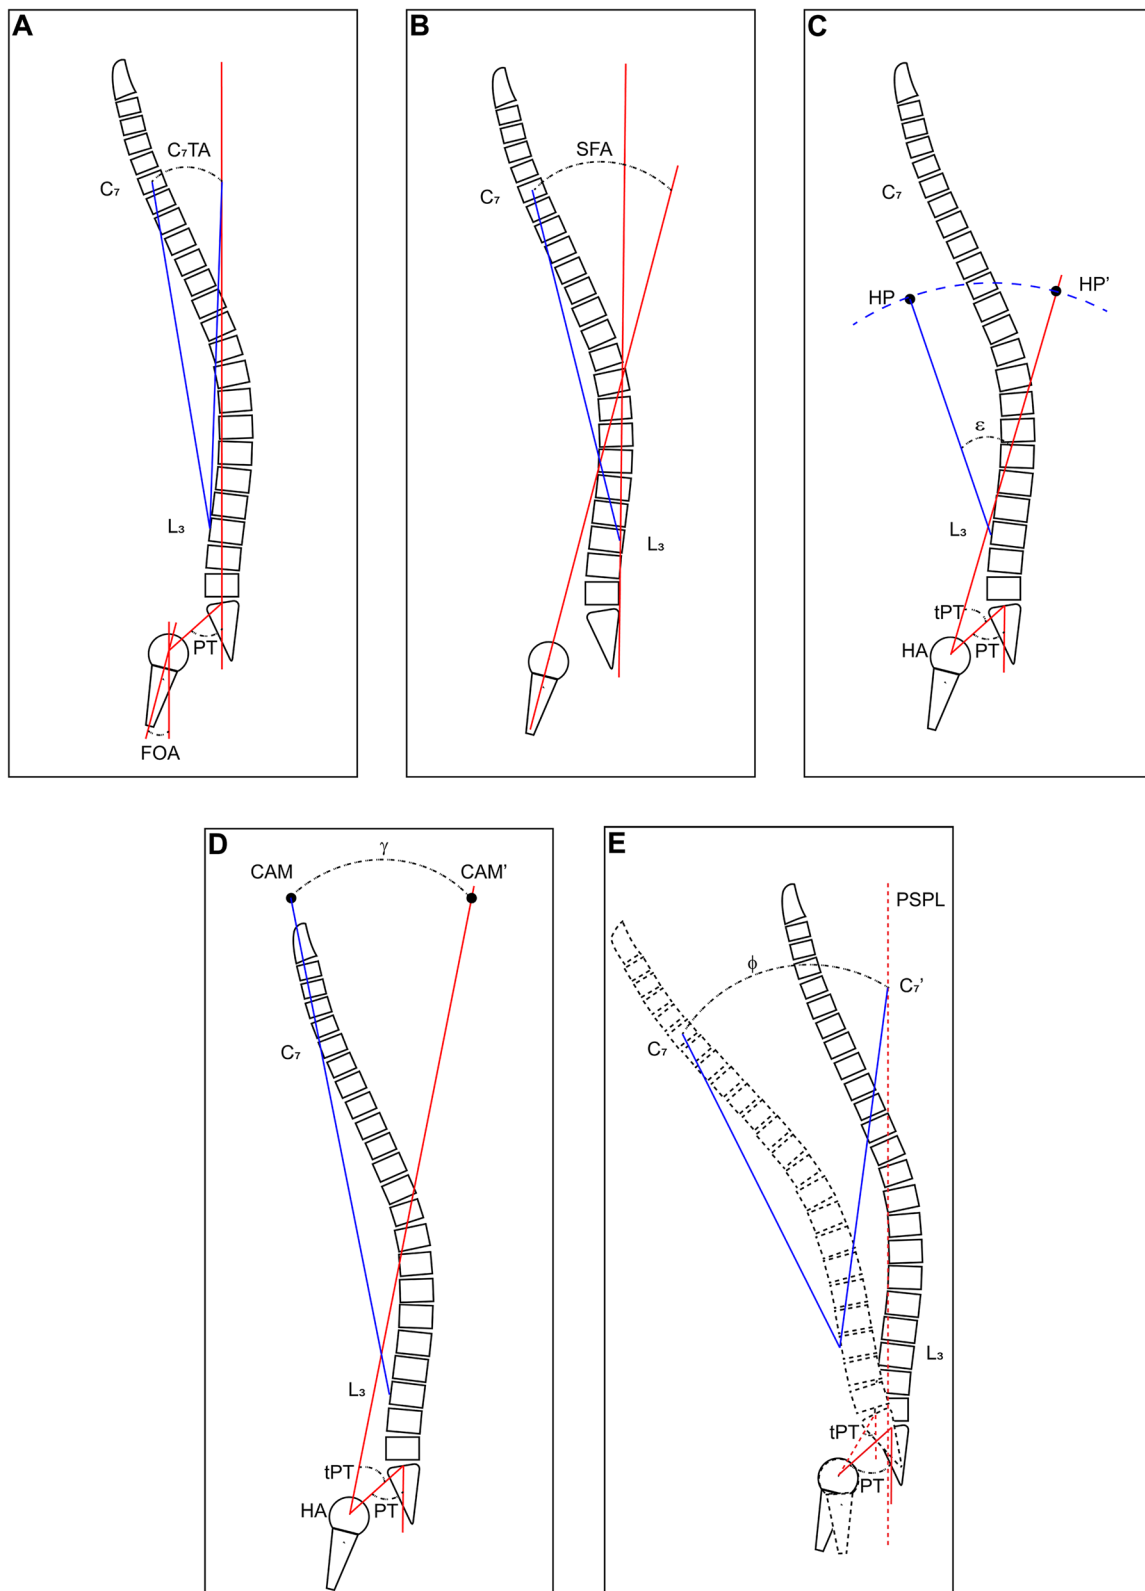 A
C₇TA
C₇
L₃
PT
FOA
B
SFA
C₇
L₃
C
C₇
HP
HP'
ε
L₃
tPT
HA
PT
D
γ
CAM
CAM'
C₇
L₃
tPT
HA
PT
E
PSPL
ϕ
C₇'
C₇
L₃
tPT
PT